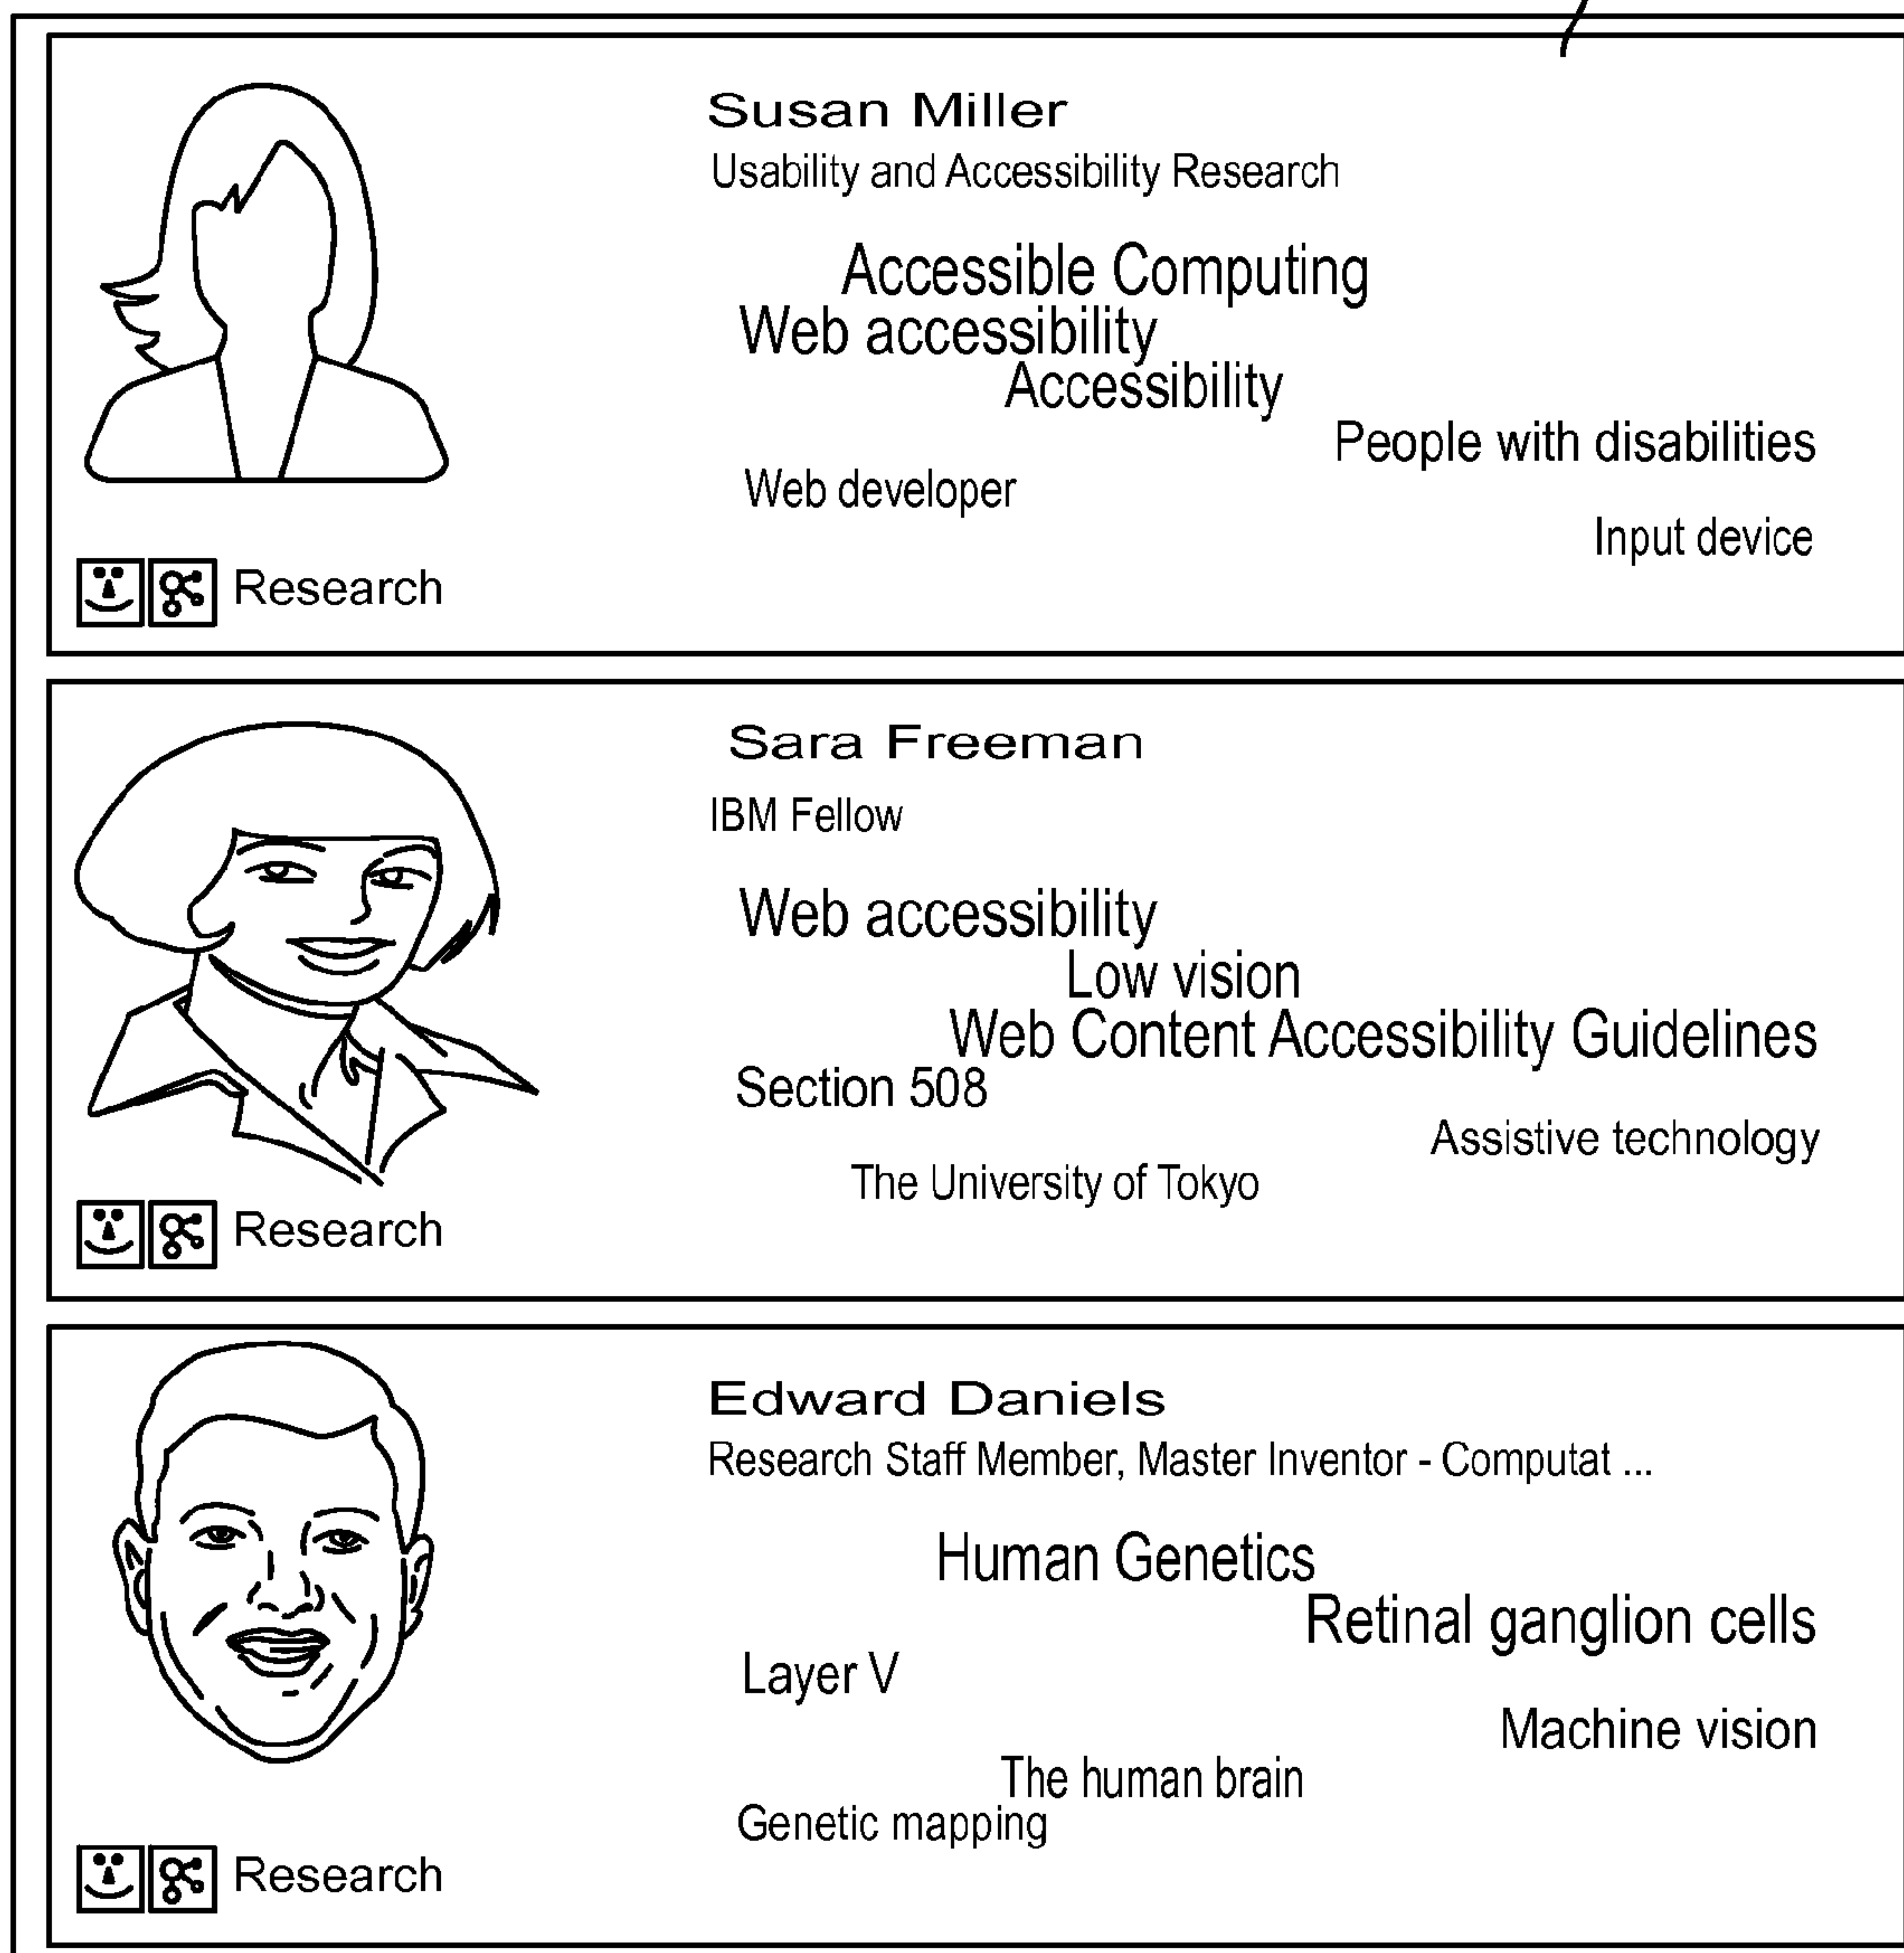 Susan Miller
Usability and Accessibility Research
Accessible Computing
Web accessibility
Accessibility
People with disabilities
Web developer
Input device
Research
Sara Freeman
IBM Fellow
Web accessibility
Low vision
Web Content Accessibility Guidelines
Section 508
Assistive technology
The University of Tokyo
Research
Edward Daniels
Research Staff Member, Master Inventor - Computat ...
Human Genetics
Retinal ganglion cells
Layer V
Machine vision
The human brain
Genetic mapping
Research